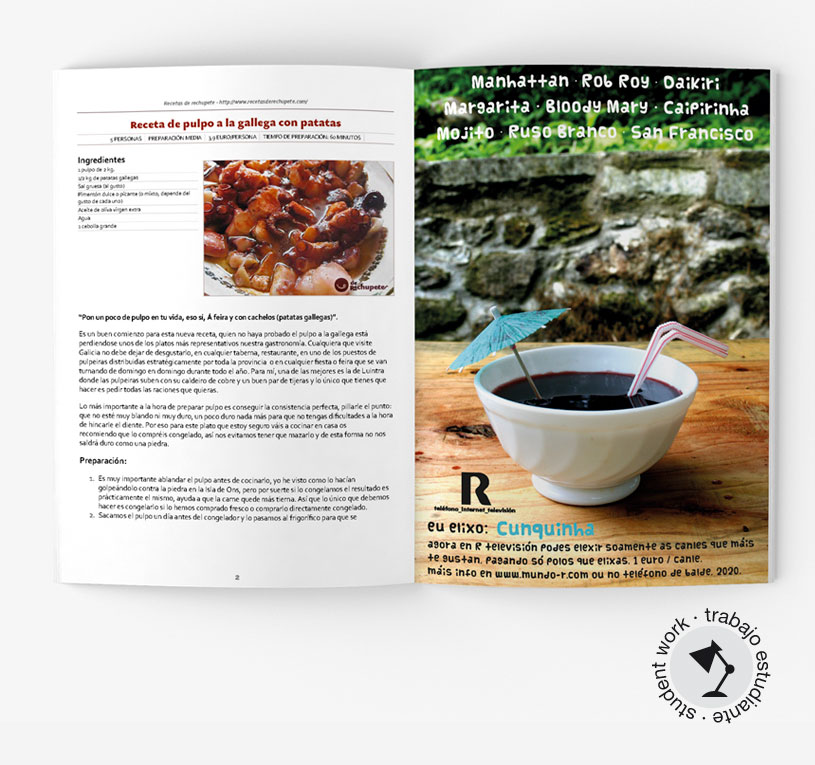 Recetas de rechupete - http://www.recetasderechupete.com/
Receta de pulpo a la gallega con patatas
5 PERSONAS PREPARACIÓN MEDIA 3,9 EURO/PERSONA TIEMPO DE PREPARACIÓN: 60 MINUTOS
Ingredientes
1 pulpo de 2 kg.
1/2 kg de patatas gallegas
Sal gruesa (al gusto)
Pimentón dulce o picante (o mixto, depende del
gusto de cada uno)
Aceite de oliva virgen extra
Agua
1 cebolla grande
de Rechupete
"Pon un poco de pulpo en tu vida, eso sí, Á feira y con cachelos (patatas gallegas)".
Es un buen comienzo para esta nueva receta, quien no haya probado el pulpo a la gallega está
perdiendose unos de los platos más representativos nuestra gastronomía. Cualquiera que visite
Galicia no debe dejar de desgustarlo, en cualquier taberna, restaurante, en uno de los puestos de
pulpeiras distribuidas estratégicamente por toda la provincia o en cualquier fiesta o feira que se van
turnando de domingo en domingo durante todo el año. Para mí, una de las mejores es la de Luintra
donde las pulpeiras suben con su caldeiro de cobre y un buen par de tijeras y lo único que tienes que
hacer es pedir todas las raciones que quieras.
Lo más importante a la hora de preparar pulpo es conseguir la consistencia perfecta, pillarle el punto:
que no esté muy blando ni muy duro, un poco duro nada más para que no tengas dificultades a la hora
de hincarle el diente. Por eso para este plato que estoy seguro váis a cocinar en casa os
recomiendo que lo compréis congelado, así nos evitamos tener que mazarlo y de esta forma no nos
saldrá duro como una piedra.
Preparación:
1. Es muy importante ablandar el pulpo antes de cocinarlo, yo he visto como lo hacían
golpeándolo contra la piedra en la Isla de Ons, pero por suerte si lo congelamos el resultado es
prácticamente el mismo, ayuda a que la carne quede más tierna. Así que lo único que debemos
hacer es congelarlo si lo hemos comprado fresco o comprarlo directamente congelado.
2. Sacamos el pulpo un día antes del congelador y lo pasamos al frigorífico para que se
2
Manhattan · Rob Roy · Daikiri
Margarita · Bloody Mary · Caipirinha
Mojito · Ruso Branco · San Francisco
R
teléfono_internet_televisión
eu elixo: Cunquinha
agora en R televisión podes elexir soamente as canles que máis
te gustan, pagando só polos que elixas. 1 euro / canle.
máis info en www.mundo-r.com ou no teléfono de balde. 2020.
student work · trabajo estudiante ·